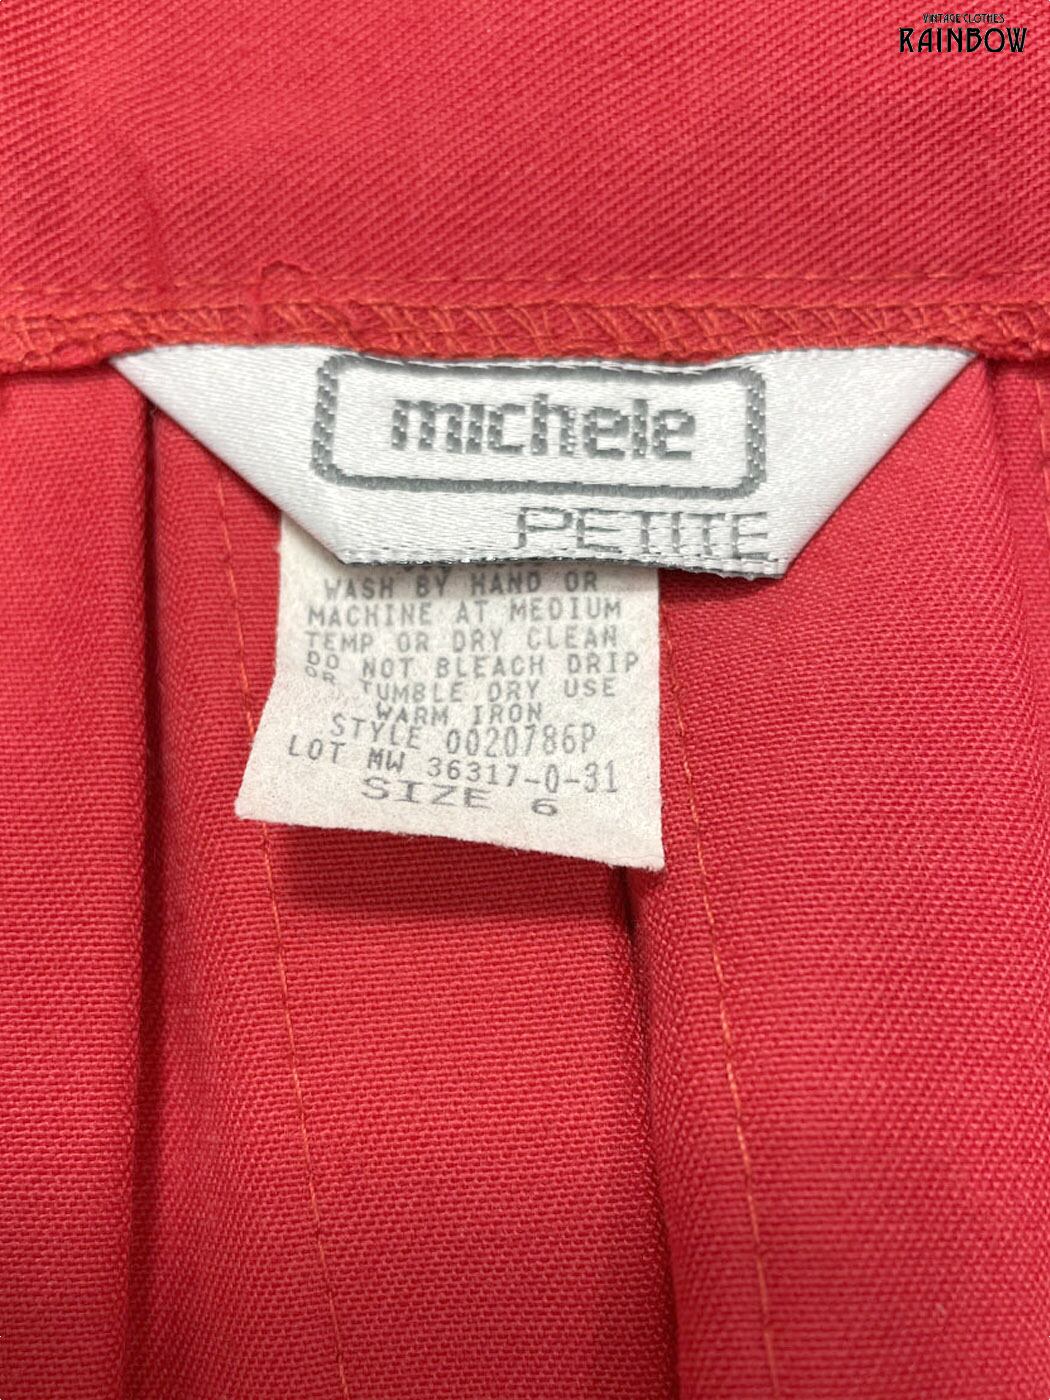 VINTAGE CLOTHES
RAINBOW
michele
PETITE
WASH BY HAND OR
MACHINE AT MEDIUM
TEMP OR DRY CLEAN
DO NOT BLEACH DRIP
OR TUMBLE DRY USE
WARM IRON
STYLE 0020786P
LOT MW 36317-0-31
SIZE 6